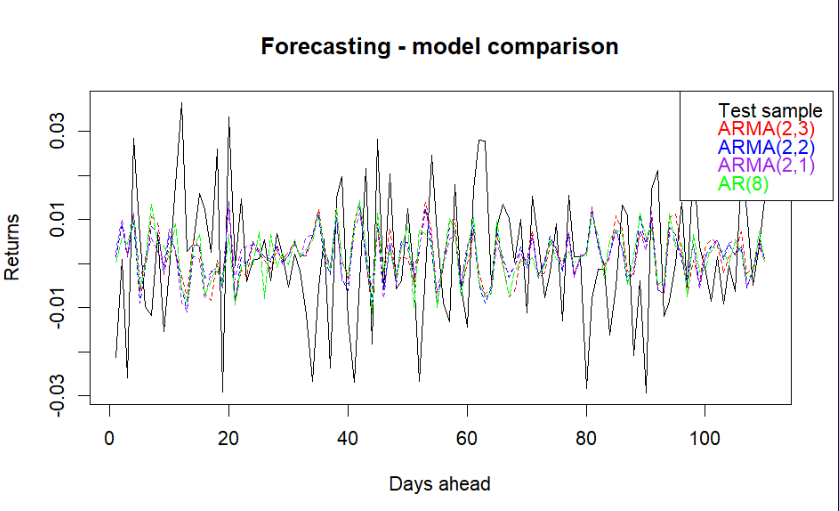 Forecasting - model comparison
Test sample
ARMA(2,3)
ARMA(2,2)
ARMA(2,1)
AR(8)
Returns
0.03
0.01
-0.01
-0.03
0 20 40 60 80 100
Days ahead